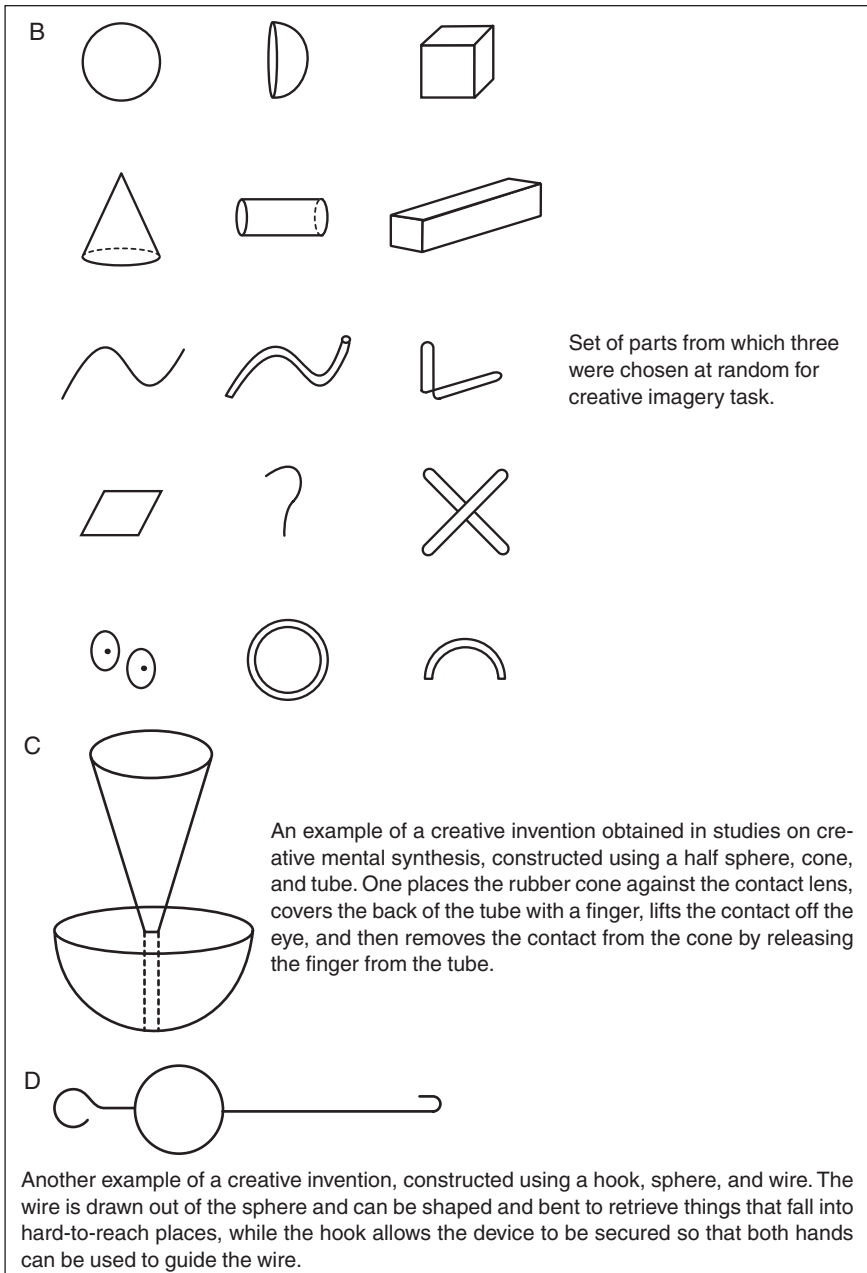 B
Set of parts from which three
were chosen at random for
creative imagery task.
C
An example of a creative invention obtained in studies on cre-
ative mental synthesis, constructed using a half sphere, cone,
and tube. One places the rubber cone against the contact lens,
covers the back of the tube with a finger, lifts the contact off the
eye, and then removes the contact from the cone by releasing
the finger from the tube.
D
Another example of a creative invention, constructed using a hook, sphere, and wire. The
wire is drawn out of the sphere and can be shaped and bent to retrieve things that fall into
hard-to-reach places, while the hook allows the device to be secured so that both hands
can be used to guide the wire.